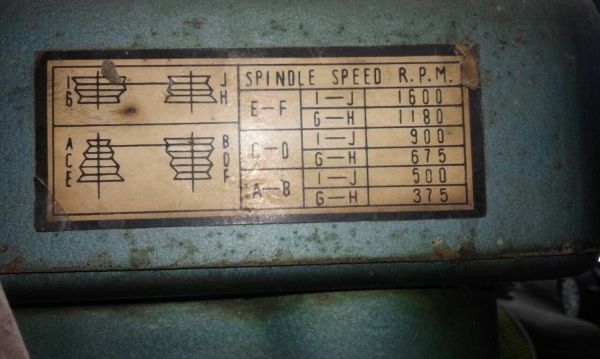 I J
G H
A B
C D
E F
SPINDLE SPEED R.P.M.
E-F I-J 1600
G-H 1180
C-D I-J 900
G-H 675
A-B I-J 500
G-H 375